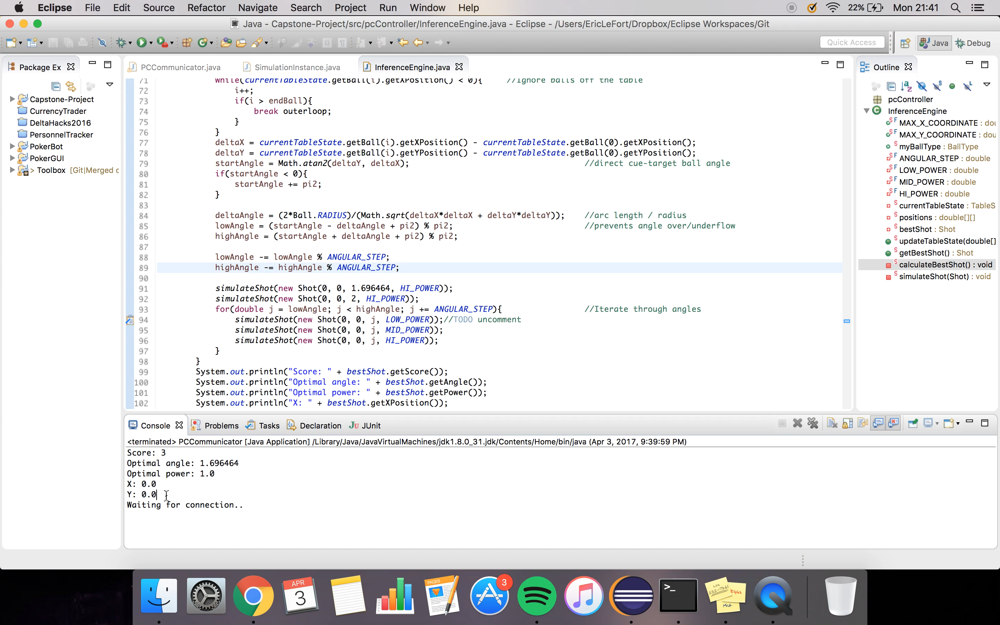 Eclipse File Edit Source Refactor Navigate Search Project Run Window Help 22% Mon 21:41
Java - Capstone-Project/src/pcController/InferenceEngine.java - Eclipse - /Users/EricLeFort/Dropbox/Eclipse Workspaces/Git
Quick Access Java Debug
Package Ex
Capstone-Project
CurrencyTrader
DeltaHacks2016
PersonnelTracker
PokerBot
PokerGUI
> Toolbox [Git|Merged c
PCCommunicator.java SimulationInstance.java InferenceEngine.java
71 while(currentTableState.getBall(i).getXPosition() < 0){ //Ignore balls off the table
72 i++;
73 if(i > endBall){
74 break outerloop;
75 }
76 }
77 deltaX = currentTableState.getBall(i).getXPosition() - currentTableState.getBall(0).getXPosition();
78 deltaY = currentTableState.getBall(i).getYPosition() - currentTableState.getBall(0).getYPosition();
79 startAngle = Math.atan2(deltaY, deltaX); //direct cue-target ball angle
80 if(startAngle < 0){
81 startAngle += pi2;
82 }
83
84 deltaAngle = (2*Ball.RADIUS)/(Math.sqrt(deltaX*deltaX + deltaY*deltaY)); //arc length / radius
85 lowAngle = (startAngle - deltaAngle + pi2) % pi2; //prevents angle over/underflow
86 highAngle = (startAngle + deltaAngle + pi2) % pi2;
87
88 lowAngle -= lowAngle % ANGULAR_STEP;
89 highAngle -= highAngle % ANGULAR_STEP;
90
91 simulateShot(new Shot(0, 0, 1.696464, HI_POWER));
92 simulateShot(new Shot(0, 0, 2, HI_POWER));
93 for(double j = lowAngle; j < highAngle; j += ANGULAR_STEP){ //Iterate through angles
94 simulateShot(new Shot(0, 0, j, LOW_POWER));//TODO uncomment
95 simulateShot(new Shot(0, 0, j, MID_POWER));
96 simulateShot(new Shot(0, 0, j, HI_POWER));
97 }
98 }
99 System.out.println("Score: " + bestShot.getScore());
100 System.out.println("Optimal angle: " + bestShot.getAngle());
101 System.out.println("Optimal power: " + bestShot.getPower());
102 System.out.println("X: " + bestShot.getXPosition());
Outline
pcController
InferenceEngine
MAX_X_COORDINATE : dou
MAX_Y_COORDINATE : dou
myBallType : BallType
ANGULAR_STEP : double
LOW_POWER : double
MID_POWER : double
HI_POWER : double
currentTableState : TableS
positions : double[][]
bestShot : Shot
updateTableState(double[]
getBestShot() : Shot
calculateBestShot() : void
simulateShot(Shot) : void
Console Problems Tasks Declaration JUnit
<terminated> PCCommunicator [Java Application] /Library/Java/JavaVirtualMachines/jdk1.8.0_31.jdk/Contents/Home/bin/java (Apr 3, 2017, 9:39:59 PM)
Score: 3
Optimal angle: 1.696464
Optimal power: 1.0
X: 0.0
Y: 0.0
Waiting for connection..
APR
3
PAGES
3
>_
LOU
555-7361
EGGS
MILK